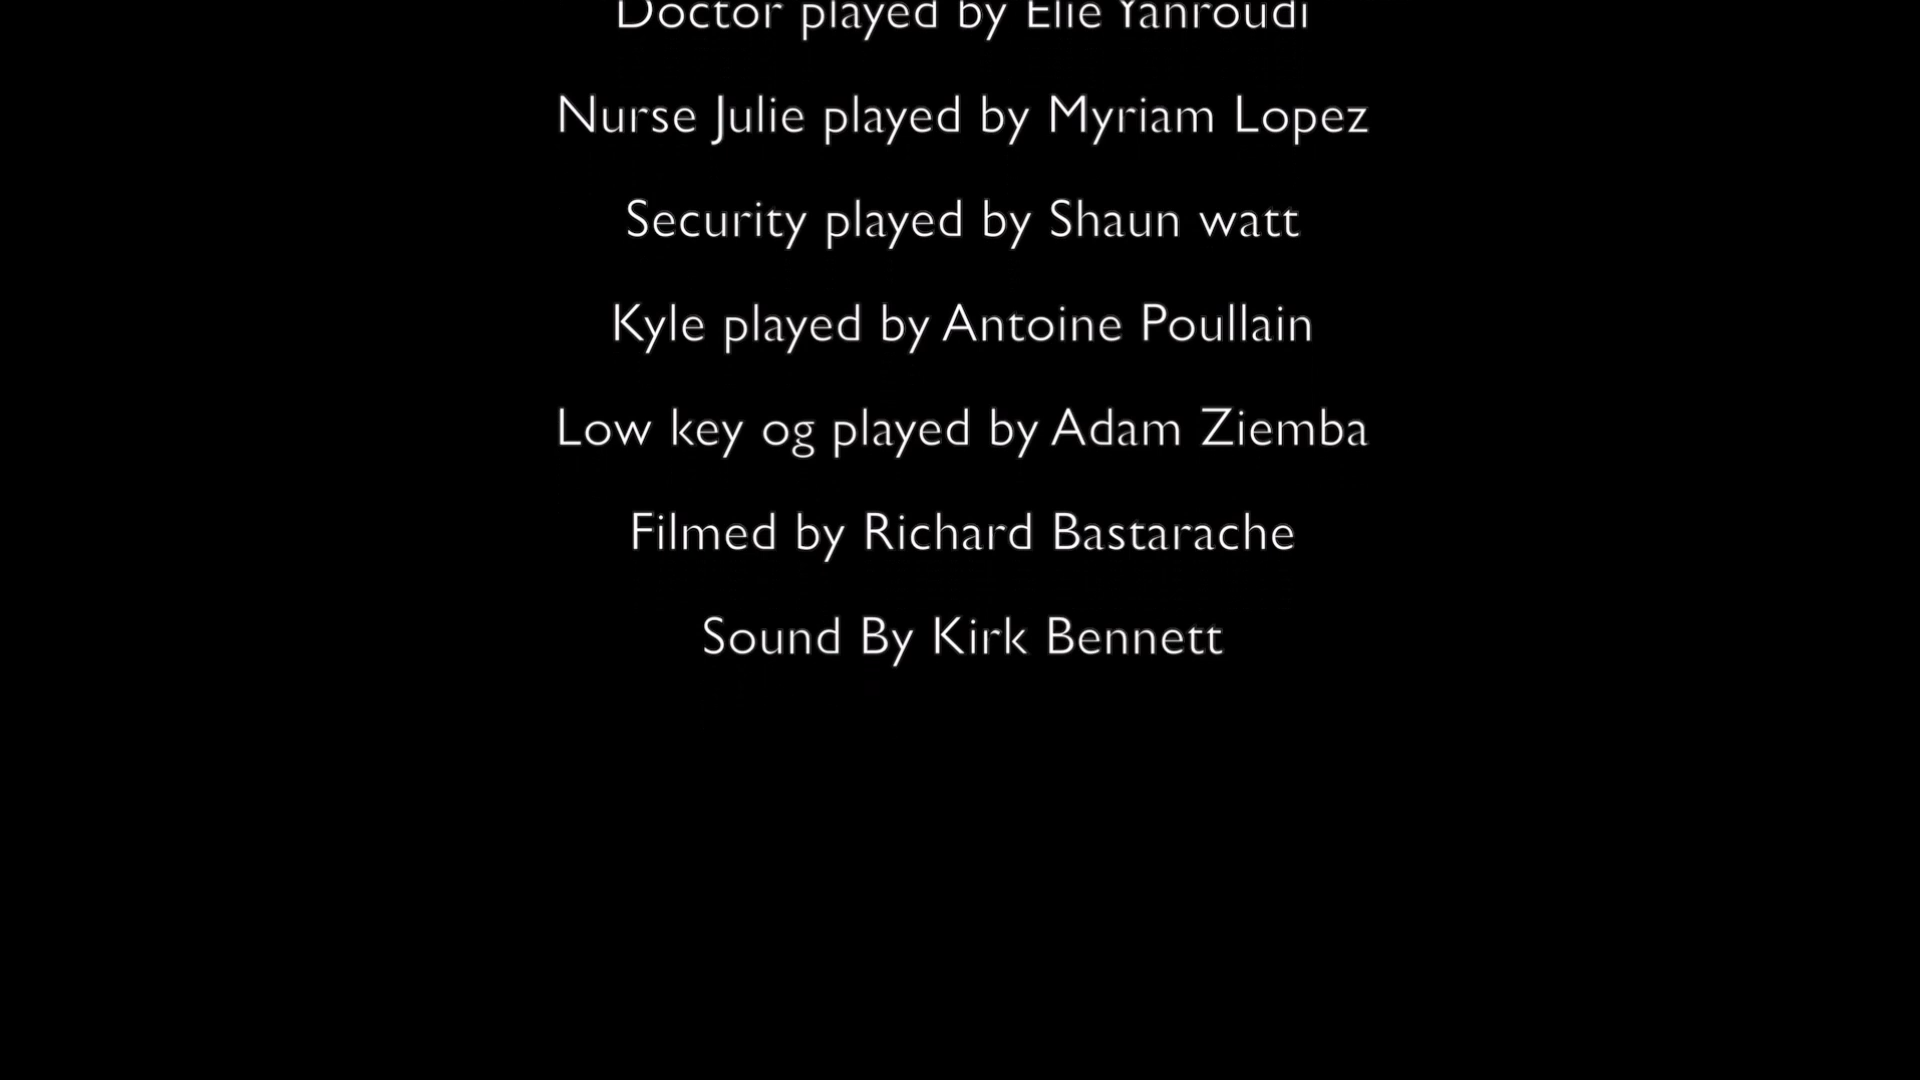 Doctor played by Elie Yanroudi
Nurse Julie played by Myriam Lopez
Security played by Shaun watt
Kyle played by Antoine Poullain
Low key og played by Adam Ziemba
Filmed by Richard Bastarache
Sound By Kirk Bennett